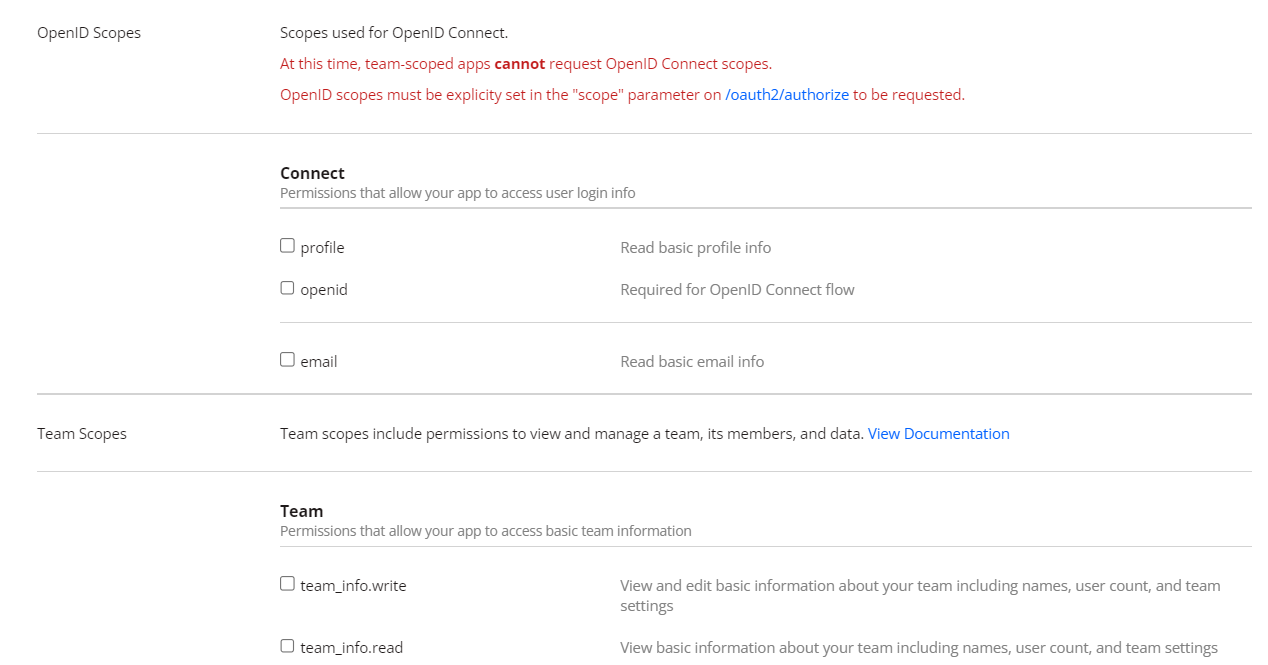 OpenID Scopes
Scopes used for OpenID Connect.
At this time, team-scoped apps cannot request OpenID Connect scopes.
OpenID scopes must be explicity set in the "scope" parameter on /oauth2/authorize to be requested.
Connect
Permissions that allow your app to access user login info
profile
Read basic profile info
openid
Required for OpenID Connect flow
email
Read basic email info
Team Scopes
Team scopes include permissions to view and manage a team, its members, and data. View Documentation
Team
Permissions that allow your app to access basic team information
team_info.write
View and edit basic information about your team including names, user count, and team
settings
team_info.read
View basic information about your team including names, user count, and team settings